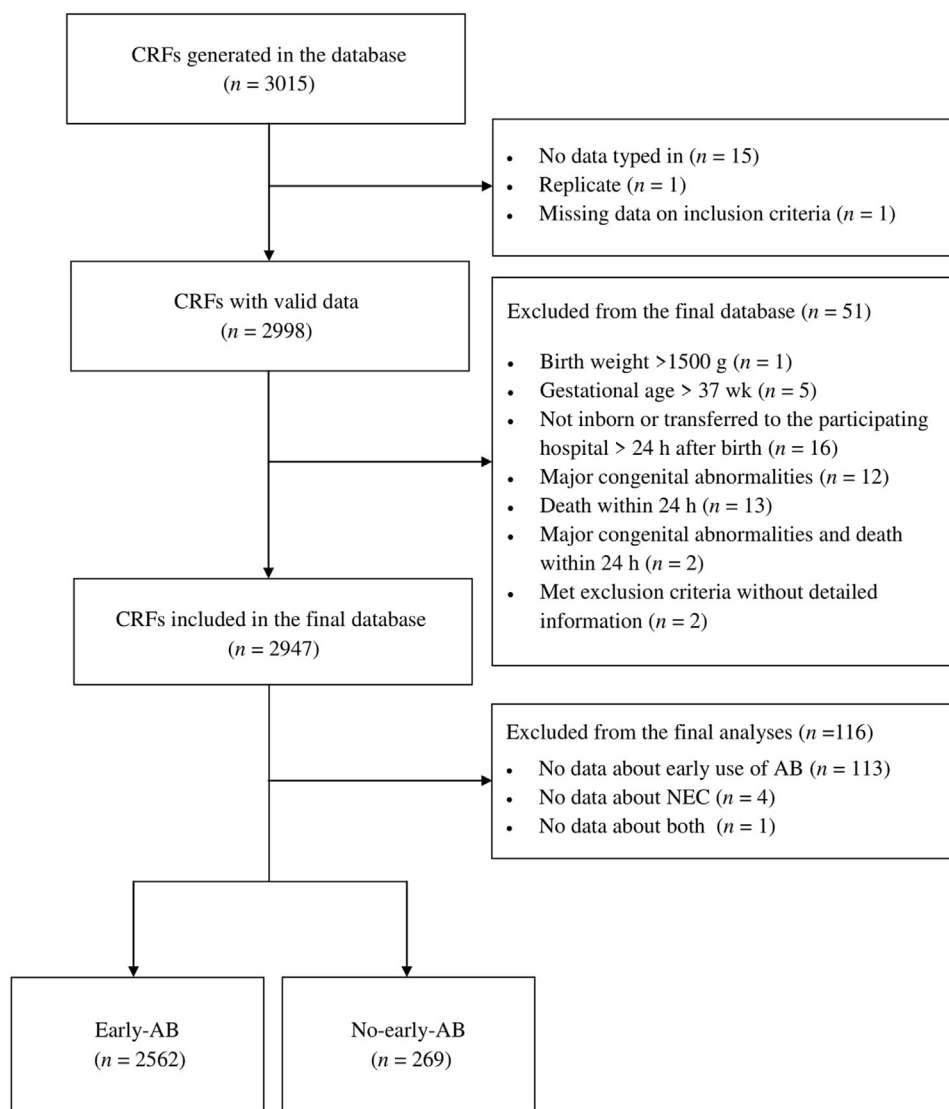 CRFs generated in the database
(n = 3015)
• No data typed in (n = 15)
• Replicate (n = 1)
• Missing data on inclusion criteria (n = 1)
CRFs with valid data
(n = 2998)
Excluded from the final database (n = 51)
• Birth weight >1500 g (n = 1)
• Gestational age > 37 wk (n = 5)
• Not inborn or transferred to the participating
hospital > 24 h after birth (n = 16)
• Major congenital abnormalities (n = 12)
• Death within 24 h (n = 13)
• Major congenital abnormalities and death
within 24 h (n = 2)
• Met exclusion criteria without detailed
information (n = 2)
CRFs included in the final database
(n = 2947)
Excluded from the final analyses (n =116)
• No data about early use of AB (n = 113)
• No data about NEC (n = 4)
• No data about both (n = 1)
Early-AB
(n = 2562)
No-early-AB
(n = 269)